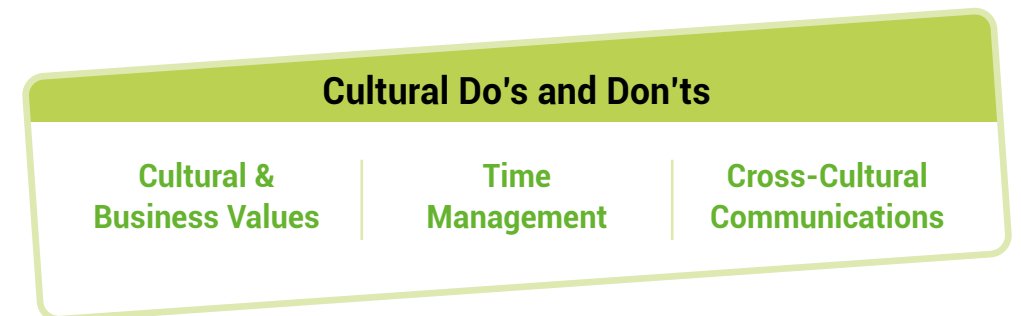 Cultural Do's and Don'ts
Cultural &
Business Values
Time
Management
Cross-Cultural
Communications